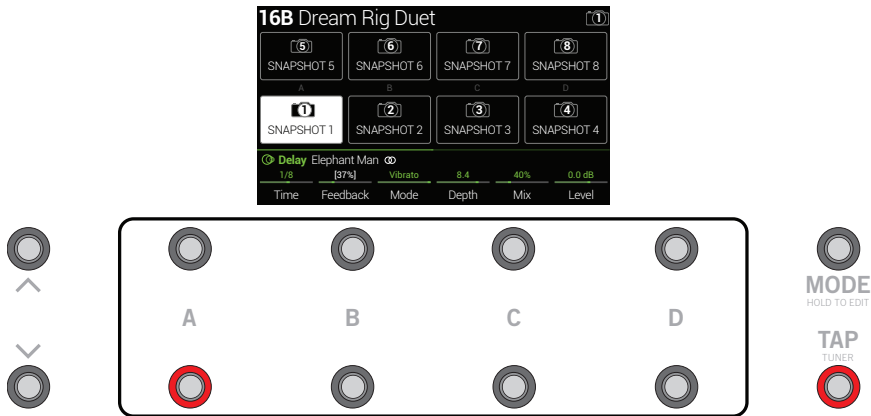 16B Dream Rig Duet 1
5 6 7 8
SNAPSHOT 5 SNAPSHOT 6 SNAPSHOT 7 SNAPSHOT 8
A B C D
1 2 3 4
SNAPSHOT 1 SNAPSHOT 2 SNAPSHOT 3 SNAPSHOT 4
Delay Elephant Man
1/8 [37%] Vibrato 8.4 40% 0.0 dB
Time Feedback Mode Depth Mix Level
MODE
HOLD TO EDIT
A B C D
TAP
TUNER